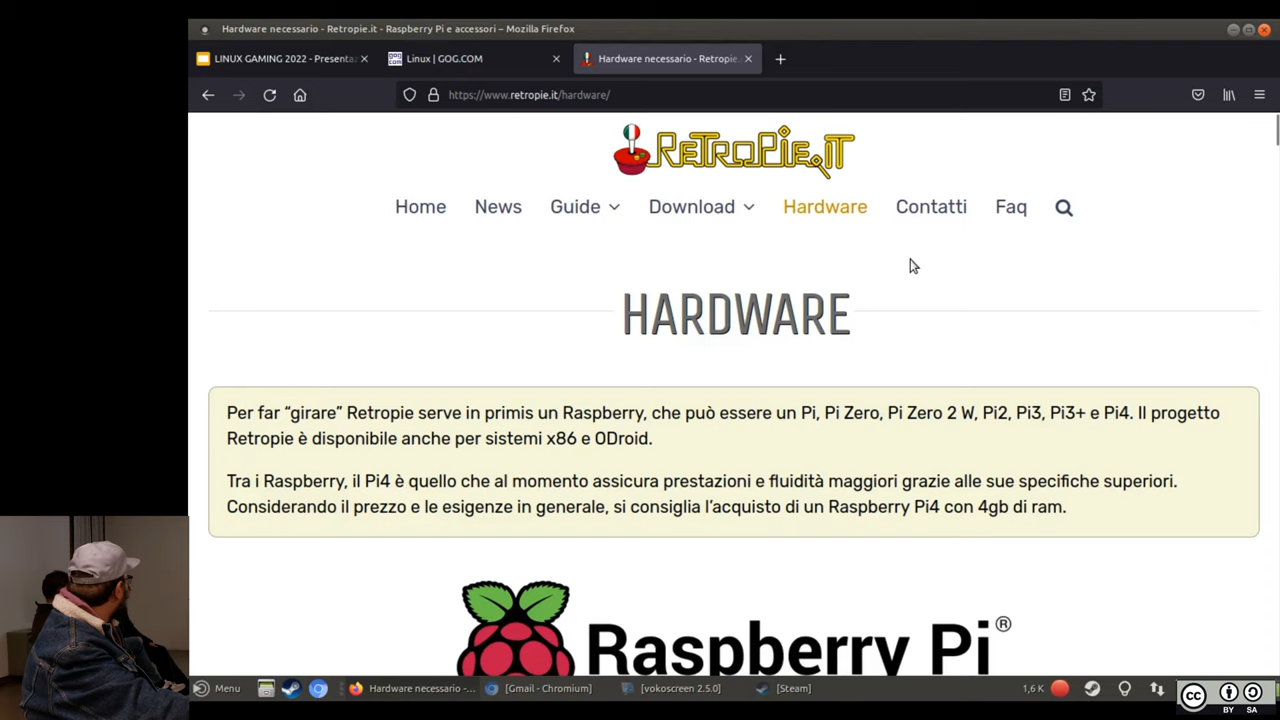 Hardware necessario - Retropie.it - Raspberry Pi e accessori – Mozilla Firefox
LINUX GAMING 2022 - Presenta
Linux | GOG.COM
Hardware necessario - Retropie.
https://www.retropie.it/hardware/
RETROPIE.IT
Home News Guide Download Hardware Contatti Faq
HARDWARE
Per far “girare” Retropie serve in primis un Raspberry, che può essere un Pi, Pi Zero, Pi Zero 2 W, Pi2, Pi3, Pi3+ e Pi4. Il progetto
Retropie è disponibile anche per sistemi x86 e ODroid.
Tra i Raspberry, il Pi4 è quello che al momento assicura prestazioni e fluidità maggiori grazie alle sue specifiche superiori.
Considerando il prezzo e le esigenze in generale, si consiglia l’acquisto di un Raspberry Pi4 con 4gb di ram.
Raspberry Pi®
Menu Hardware necessario -... [Gmail - Chromium] [vokoscreen 2.5.0] [Steam] 1,6 K
CC BY SA